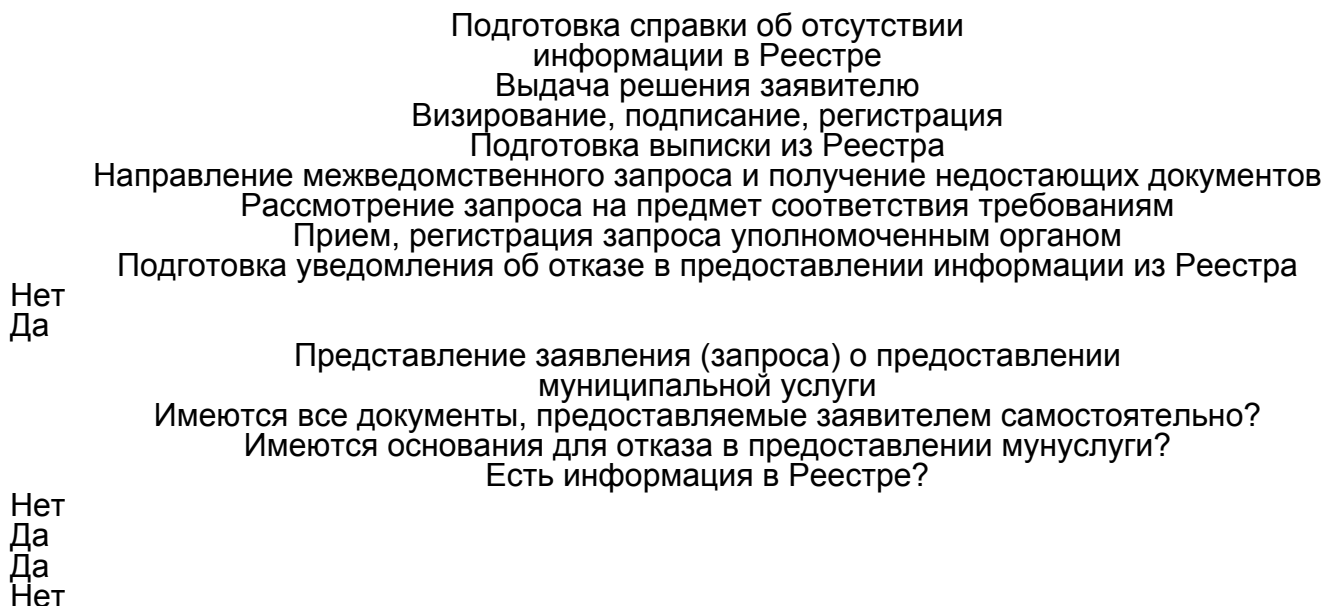 Подготовка справки об отсутствии
информации в Реестре
Выдача решения заявителю
Визирование, подписание, регистрация
Подготовка выписки из Реестра
Направление межведомственного запроса и получение недостающих документов
Рассмотрение запроса на предмет соответствия требованиям
Прием, регистрация запроса уполномоченным органом
Подготовка уведомления об отказе в предоставлении информации из Реестра
Нет
Да
Представление заявления (запроса) о предоставлении
муниципальной услуги
Имеются все документы, предоставляемые заявителем самостоятельно?
Имеются основания для отказа в предоставлении мунуслуги?
Есть информация в Реестре?
Нет
Да
Да
Нет